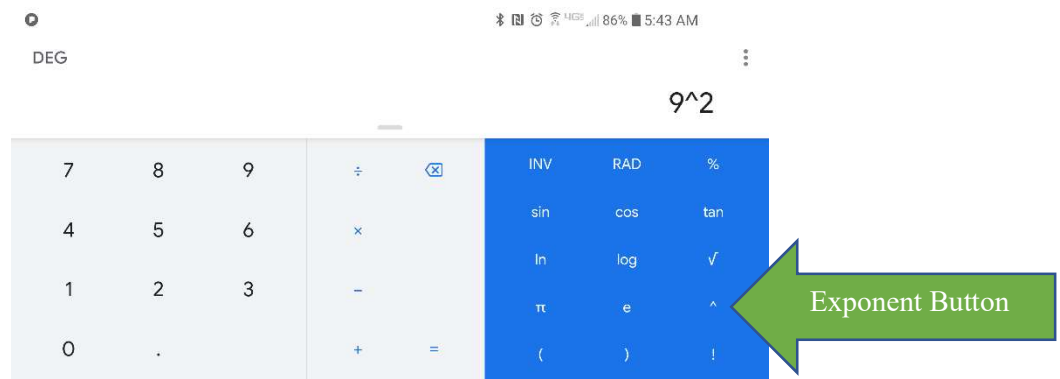 4GE 86% 5:43 AM
DEG
9^2
7 8 9 ÷ INV RAD %
4 5 6 × sin cos tan
1 2 3 − ln log √
π e ^ Exponent Button
0 . + = ( ) !